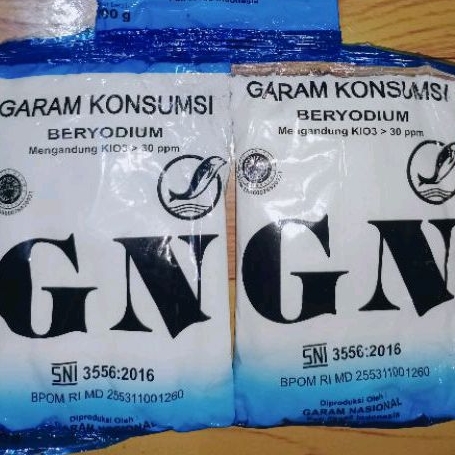 00 g
GARAM KONSUMSI
BERYODIUM
Mengandung KIO3 > 30 ppm
GN
SNI 3556:2016
BPOM RI MD 255311001260
Diproduksi Oleh
GARAM NASIONAL
GARAM KONSUMSI
BERYODIUM
Mengandung KIO3 > 30 ppm
GN
SNI 3556:2016
BPOM RI MD 255311001260
Diproduksi Oleh :
GARAM NASIONAL
Indonesia